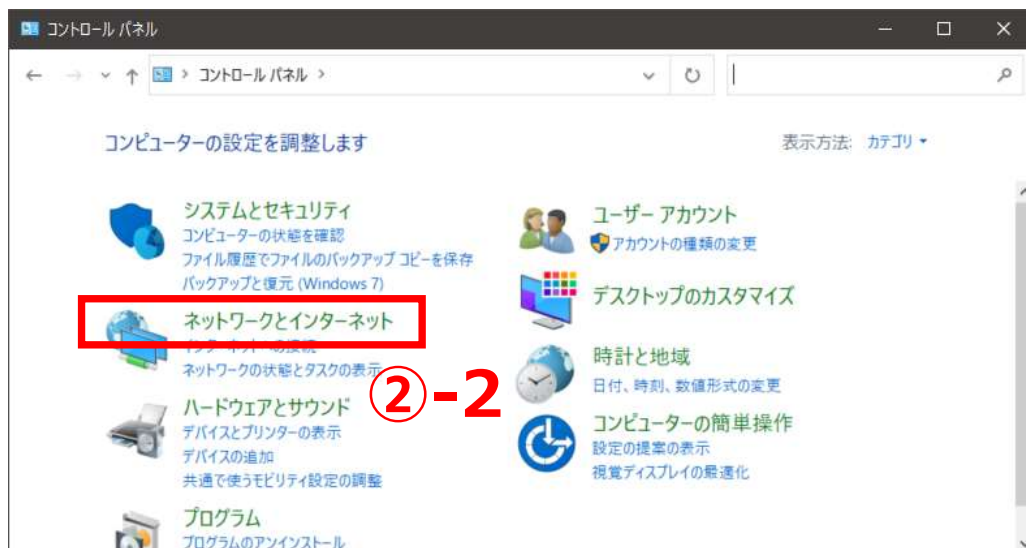 コントロール パネル
コントロール パネル
コンピューターの設定を調整します
表示方法: カテゴリ
システムとセキュリティ
コンピューターの状態を確認
ファイル履歴でファイルのバックアップ コピーを保存
バックアップと復元 (Windows 7)
ネットワークとインターネット
インターネットへの接続
ネットワークの状態とタスクの表示
②-2
ハードウェアとサウンド
デバイスとプリンターの表示
デバイスの追加
共通で使うモビリティ設定の調整
プログラム
プログラムのアンインストール
ユーザー アカウント
アカウントの種類の変更
デスクトップのカスタマイズ
時計と地域
日付、時刻、数値形式の変更
コンピューターの簡単操作
設定の提案の表示
視覚ディスプレイの最適化